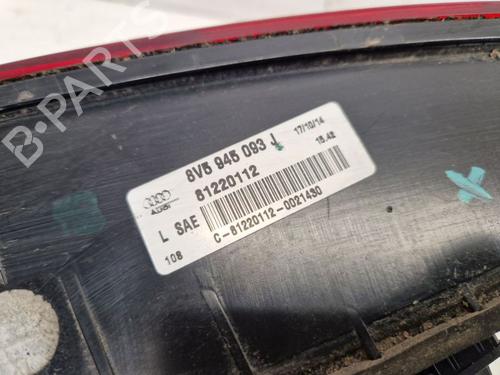 B-PARTS
8V5 945 093 J
17/10/14
81220112
15.42
Audi
L SAE
108
C-81220112-0021430